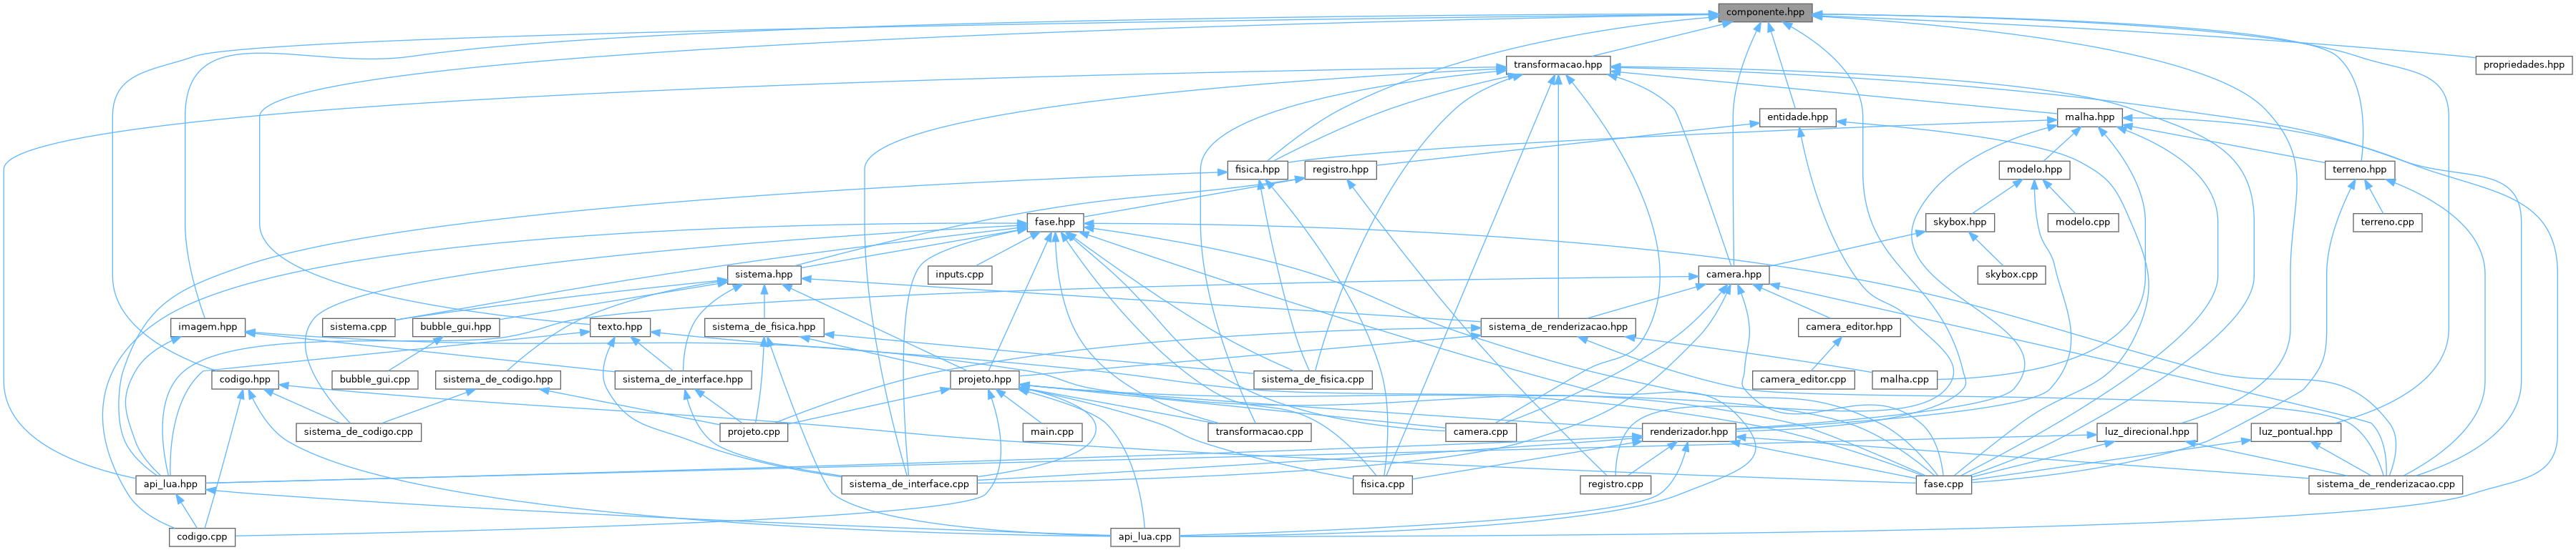 componente.hpp
transformacao.hpp
propriedades.hpp
entidade.hpp
malha.hpp
fisica.hpp
registro.hpp
modelo.hpp
terreno.hpp
fase.hpp
skybox.hpp
modelo.cpp
terreno.cpp
sistema.hpp
inputs.cpp
camera.hpp
skybox.cpp
imagem.hpp
sistema.cpp
bubble_gui.hpp
texto.hpp
sistema_de_fisica.hpp
sistema_de_renderizacao.hpp
camera_editor.hpp
codigo.hpp
bubble_gui.cpp
sistema_de_codigo.hpp
sistema_de_interface.hpp
projeto.hpp
sistema_de_fisica.cpp
camera_editor.cpp
malha.cpp
sistema_de_codigo.cpp
projeto.cpp
main.cpp
transformacao.cpp
camera.cpp
renderizador.hpp
luz_direcional.hpp
luz_pontual.hpp
api_lua.hpp
sistema_de_interface.cpp
fisica.cpp
registro.cpp
fase.cpp
sistema_de_renderizacao.cpp
codigo.cpp
api_lua.cpp